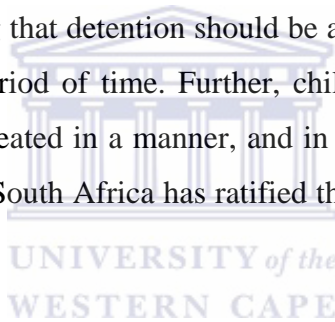 that detention should be a
riod of time. Further, chil
eated in a manner, and in
South Africa has ratified th
UNIVERSITY of the
WESTERN CAPE